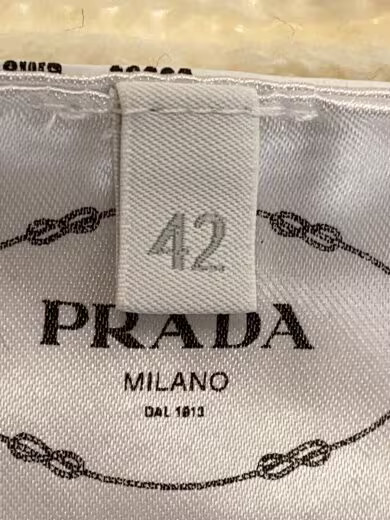 42
PRADA
MILANO
DAL 1913